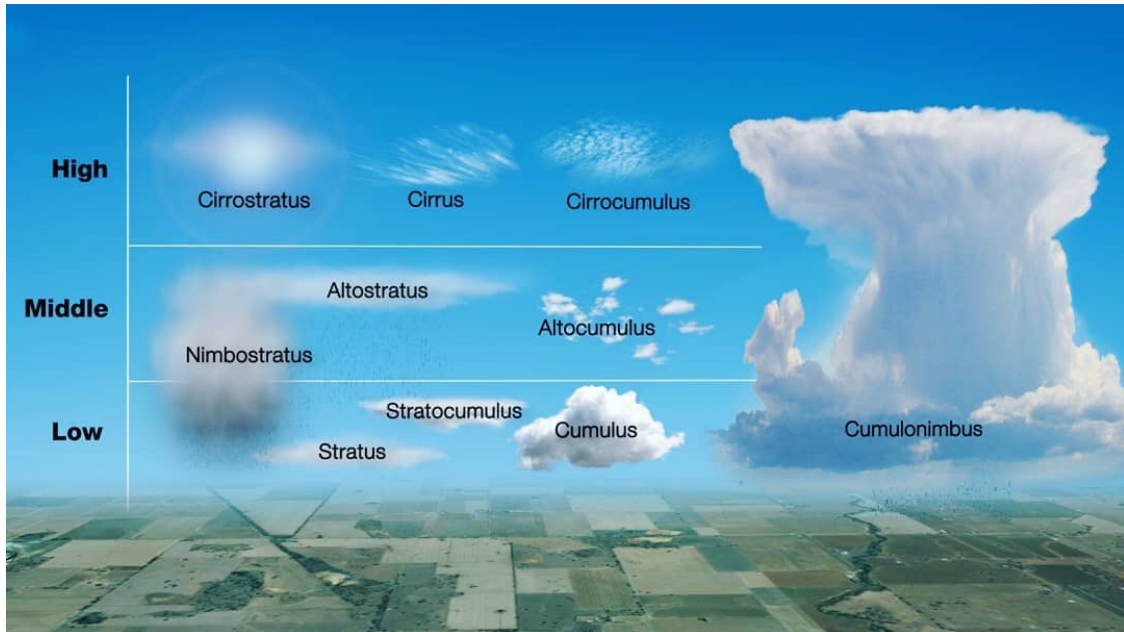 High
Cirrostratus
Cirrus
Cirrocumulus
Middle
Altostratus
Altocumulus
Nimbostratus
Low
Stratocumulus
Cumulus
Cumulonimbus
Stratus